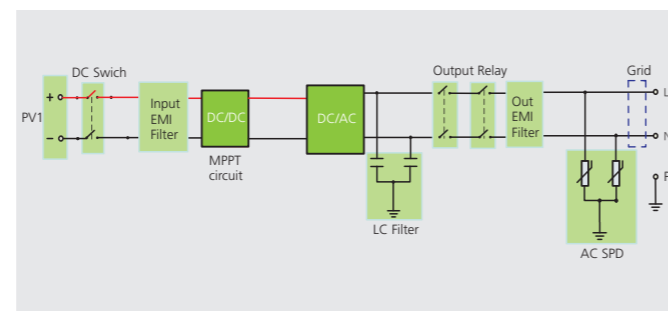 DC Swich
Output Relay
Grid
+
PV1
−
Input
EMI
Filter
DC/DC
MPPT
circuit
DC/AC
LC Filter
Out
EMI
Filter
L
N
AC SPD